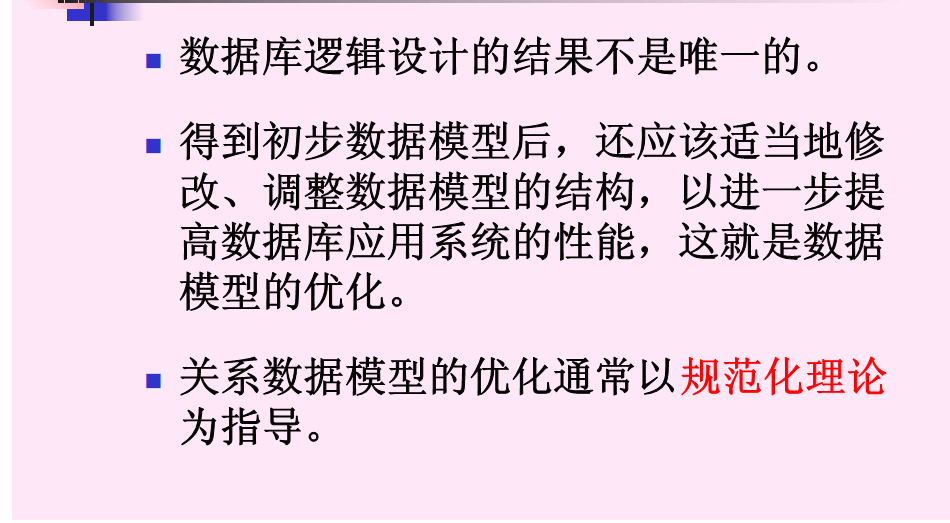 数据库逻辑设计的结果不是唯一的。
得到初步数据模型后，还应该适当地修
改、调整数据模型的结构，以进一步提
高数据库应用系统的性能，这就是数据
模型的优化。
关系数据模型的优化通常以规范化理论
为指导。